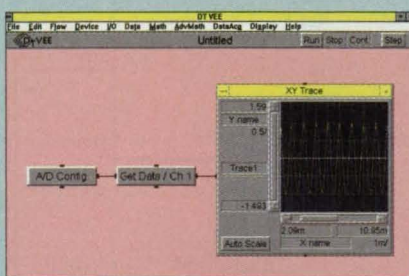 DT VEE
File Edit Flow Device I/O Data Math AdvMath DataAcq Display Help
DT VEE Untitled Run Stop Cont Step
XY Trace
1.59
Y name
0.5/
Trace1
-1.493
2.09m 10.95m
Auto Scale X name 1m/
A/D Config Get Data / Ch 1